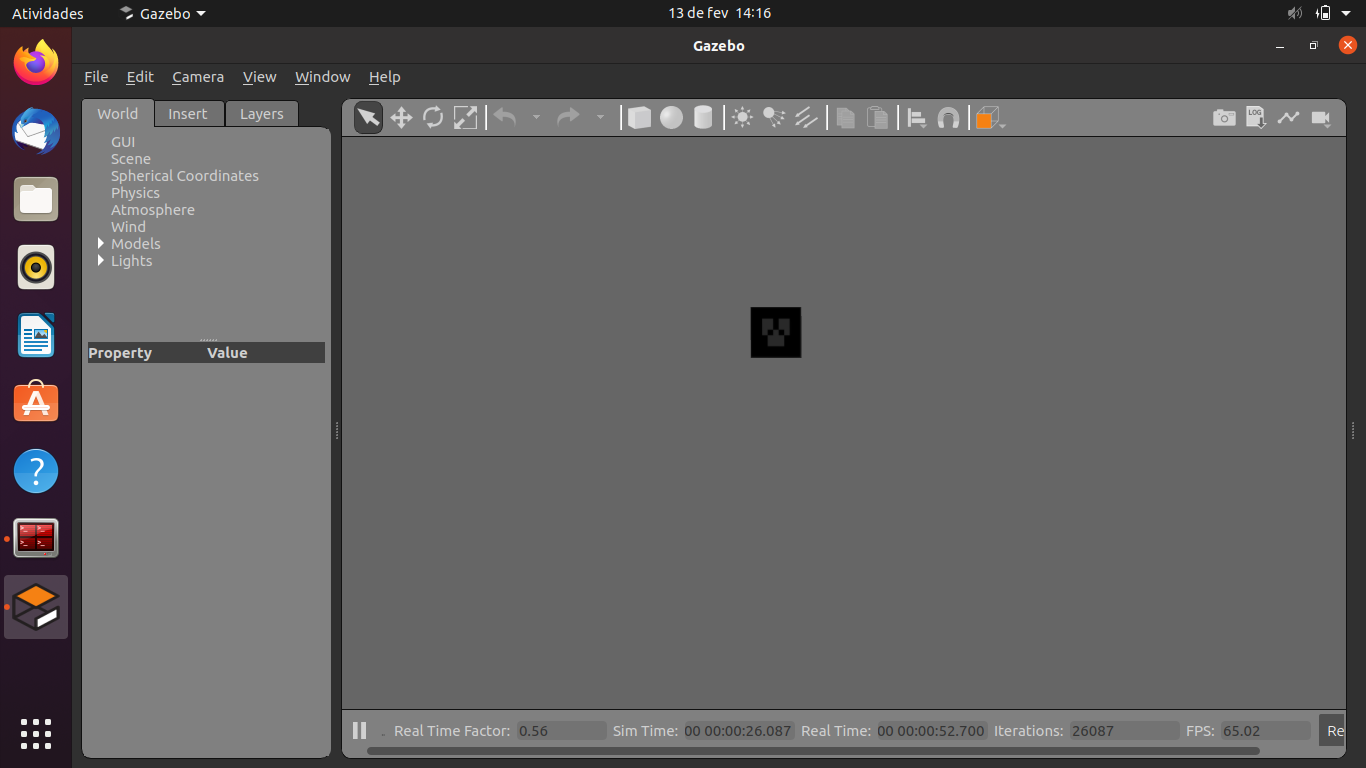 Atividades Gazebo 13 de fev 14:16
Gazebo
File Edit Camera View Window Help
World Insert Layers
LOG
GUI
Scene
Spherical Coordinates
Physics
Atmosphere
Wind
Models
Lights
Property Value
Real Time Factor: 0.56 Sim Time: 00 00:00:26.087 Real Time: 00 00:00:52.700 Iterations: 26087 FPS: 65.02 Re